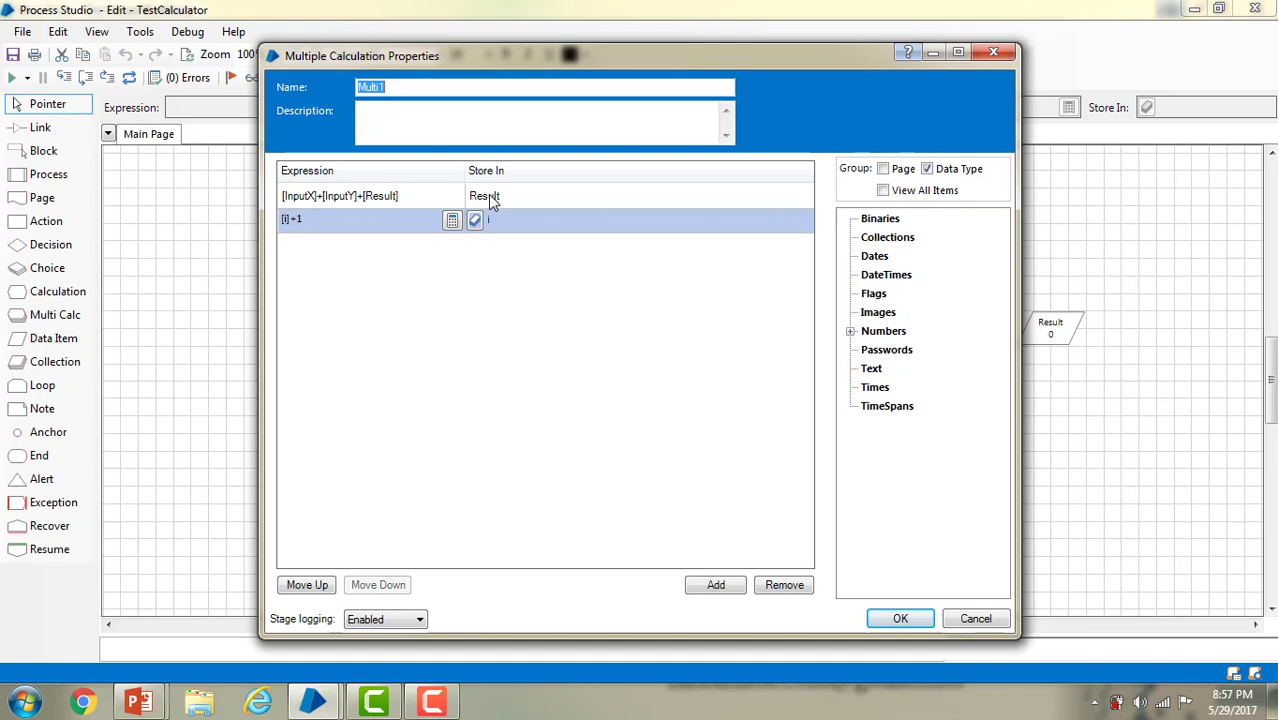 Process Studio - Edit - TestCalculator
File Edit View Tools Debug Help
Zoom 100%
(0) Errors
Expression:
Store In:
Main Page
Pointer
Link
Block
Process
Page
Action
Decision
Choice
Calculation
Multi Calc
Data Item
Collection
Loop
Note
Anchor
End
Alert
Exception
Recover
Resume
Result
0
Multiple Calculation Properties
Name: Multi1
Description:
Expression Store In
[InputX]+[InputY]+[Result] Result
[i]+1 i
Group: Page Data Type
View All Items
Binaries
Collections
Dates
DateTimes
Flags
Images
Numbers
Passwords
Text
Times
TimeSpans
Move Up Move Down Add Remove
Stage logging: Enabled
OK Cancel
8:57 PM
5/29/2017